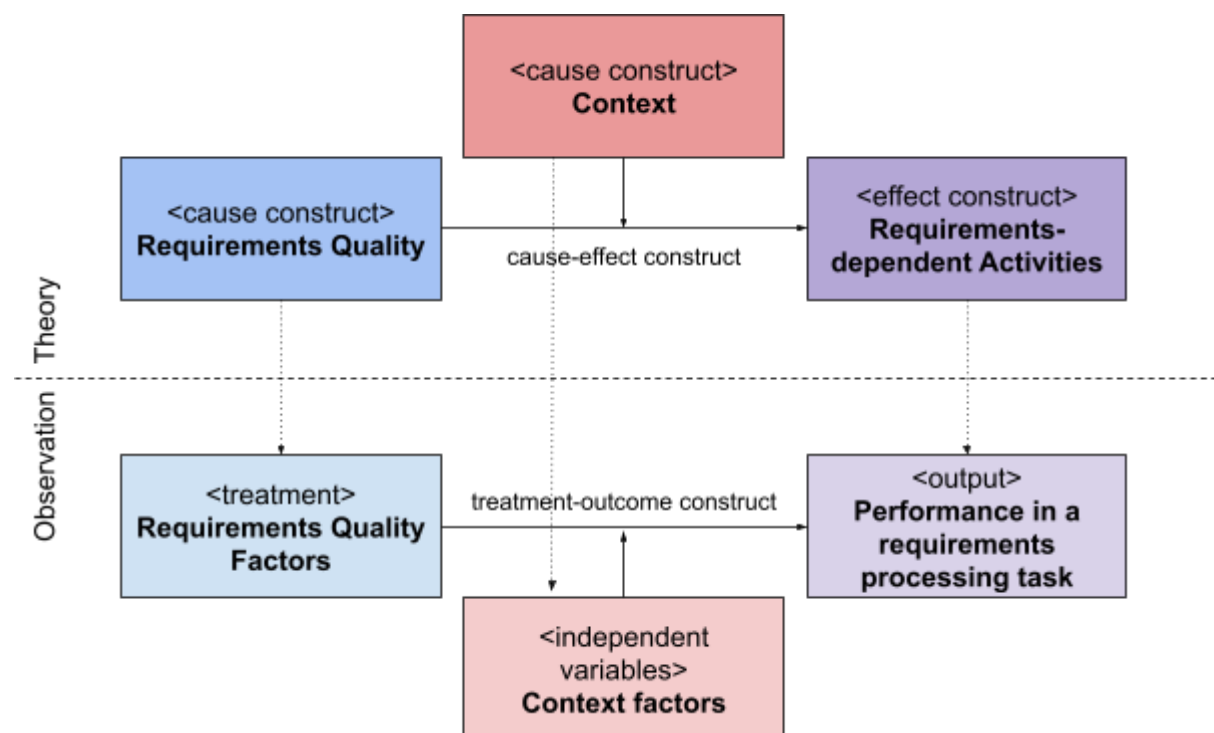 <cause construct>
Context
<cause construct>
Requirements Quality
<effect construct>
Requirements-
dependent Activities
cause-effect construct
Theory
Observation
<treatment>
Requirements Quality
Factors
treatment-outcome construct
<output>
Performance in a
requirements
processing task
<independent
variables>
Context factors